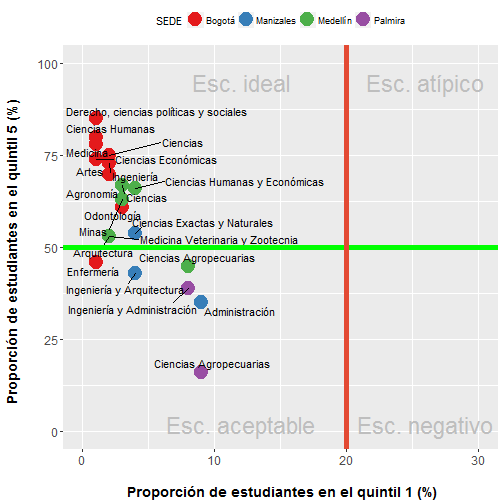 SEDE Bogotá Manizales Medellín Palmira
Esc. ideal
Esc. atípico
Derecho, ciencias políticas y sociales
Ciencias Humanas
Ciencias
Medicina
Ciencias Económicas
Artes
Ingeniería
Ciencias Humanas y Económicas
Agronomía
Ciencias
Odontología
Ciencias Exactas y Naturales
Minas
Medicina Veterinaria y Zootecnia
Arquitectura
Ciencias Agropecuarias
Enfermería
Ingeniería y Arquitectura
Ingeniería y Administración
Administración
Ciencias Agropecuarias
Esc. aceptable
Esc. negativo
100
75
50
25
0
0
10
20
30
Proporción de estudiantes en el quintil 5 (%)
Proporción de estudiantes en el quintil 1 (%)